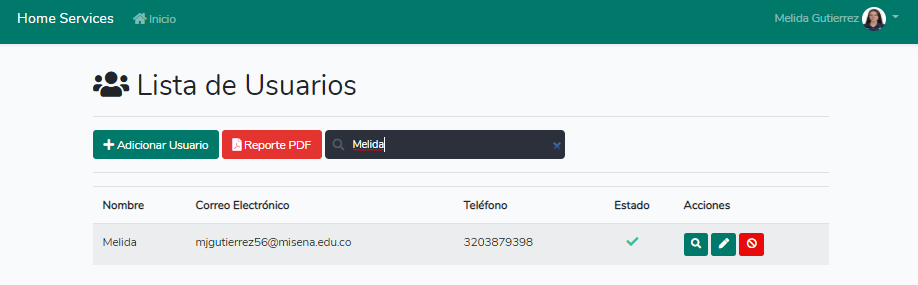 Home Services Inicio Melida Gutierrez
Lista de Usuarios
Adicionar Usuario Reporte PDF Melida
Nombre Correo Electrónico Teléfono Estado Acciones
Melida mjgutierrez56@misena.edu.co 3203879398